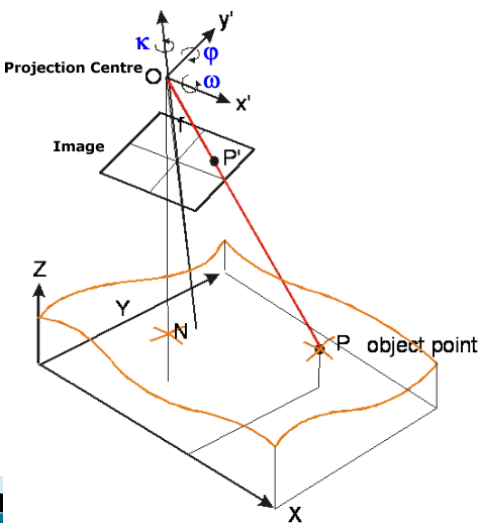 y'
κ
φ
Projection Centre O
ω
x'
f
Image
P'
Z
Y
N
P object point
X